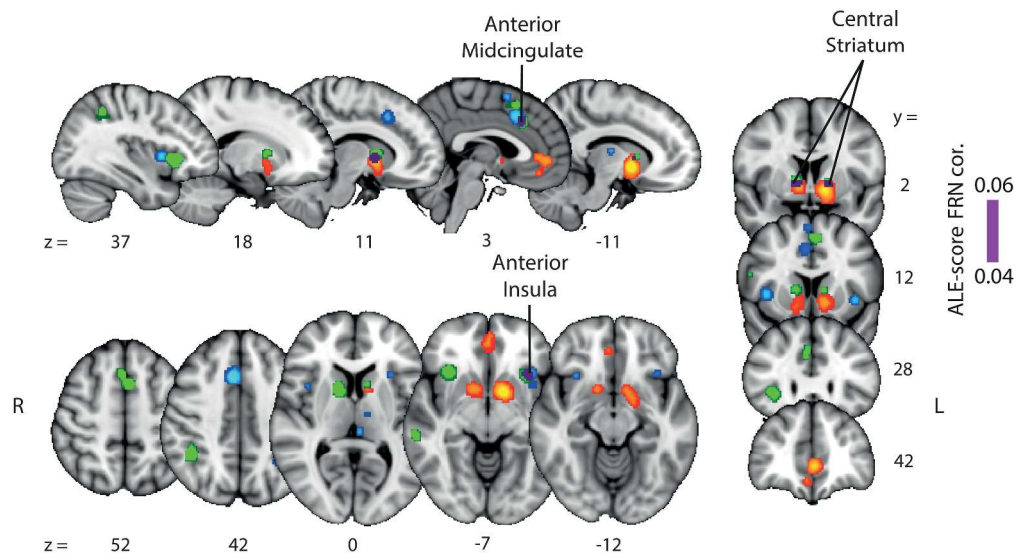 Anterior
Midcingulate
Central
Striatum
y =
z = 37 18 11 3 -11
2
12
28
42
ALE-score FRN cor.
0.06
0.04
Anterior
Insula
R
L
z = 52 42 0 -7 -12